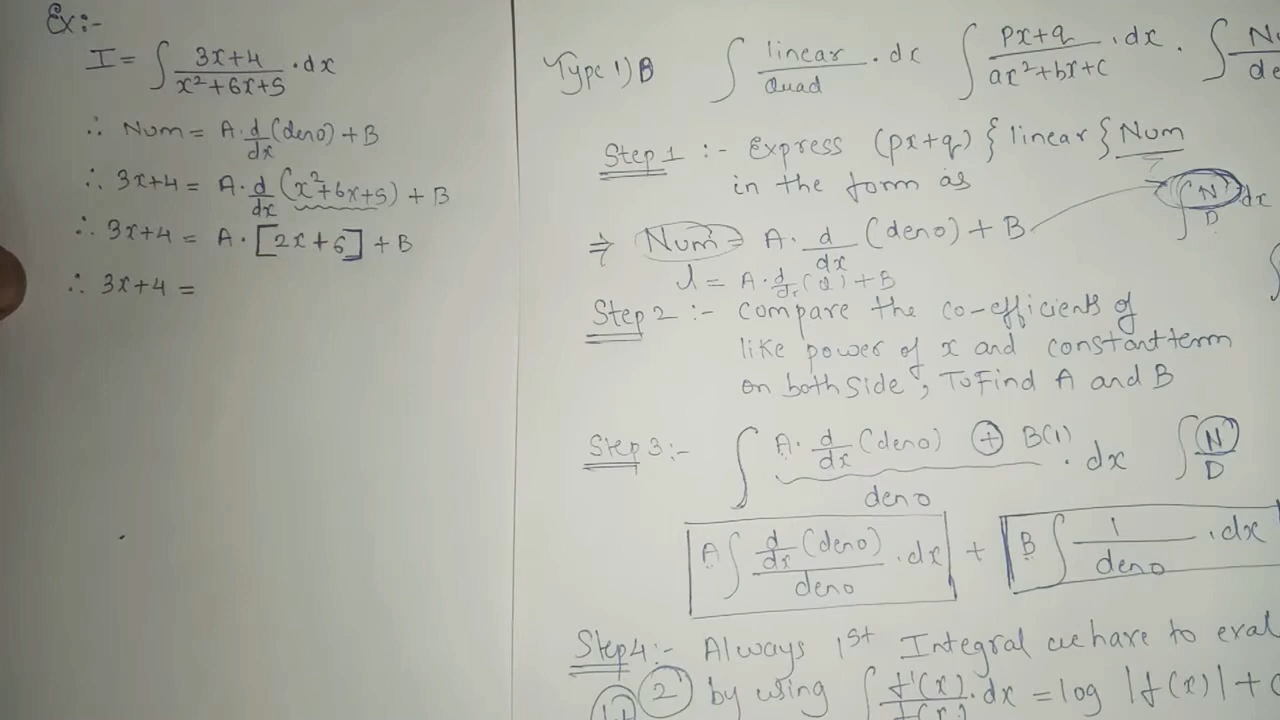 Ex:-
I = ∫ 3x+4 / x²+6x+5 · dx
∴ Num = A · d/dx (deno) + B
∴ 3x+4 = A · d/dx (x²+6x+5) + B
∴ 3x+4 = A · [2x+6] + B
∴ 3x+4 =
Type 1) B ∫ linear / Quad · dx ∫ px+q / ax²+bx+c · dx ·
Step 1 :- Express (px+q) { linear } Num
in the form as
∫ N / D dx
⇒ Num = A · d/dx (deno) + B
l = A · d/dx (Q) + B
Step 2 :- compare the co-efficients of
like power of x and constant term
on both side, To Find A and B
Step 3 :- ∫ A · d/dx (deno) + B(1) / deno · dx ∫ N / D
A ∫ d/dx (deno) / deno · dx + B ∫ 1 / deno · dx
Step 4 :- Always 1st Integral we have to
2 by using ∫ f'(x) / f(x) · dx = log |f(x)| + c